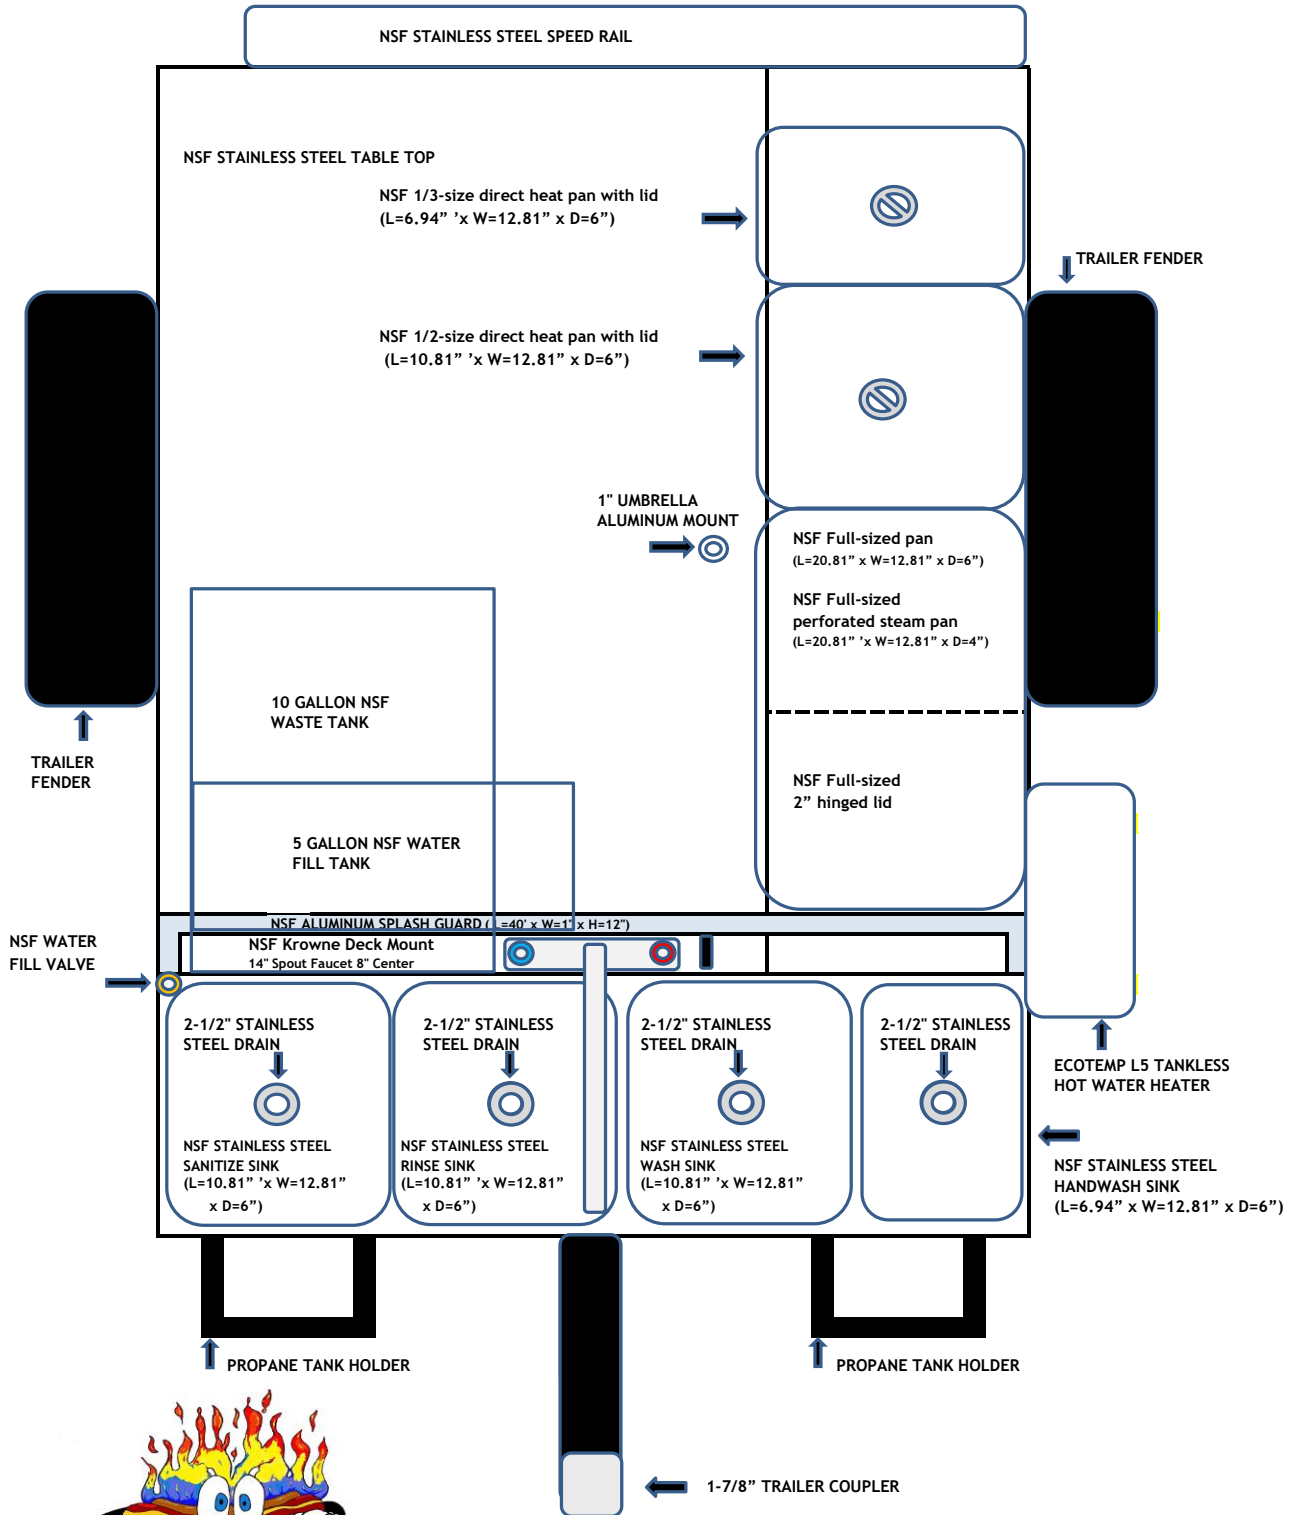 NSF STAINLESS STEEL SPEED RAIL
NSF STAINLESS STEEL TABLE TOP
NSF 1/3-size direct heat pan with lid
(L=6.94” ’x W=12.81” x D=6”)
TRAILER FENDER
NSF 1/2-size direct heat pan with lid
(L=10.81” ’x W=12.81” x D=6”)
1" UMBRELLA
ALUMINUM MOUNT
NSF Full-sized pan
(L=20.81” x W=12.81” x D=6”)
NSF Full-sized
perforated steam pan
(L=20.81” ’x W=12.81” x D=4”)
10 GALLON NSF
WASTE TANK
TRAILER
FENDER
NSF Full-sized
2” hinged lid
5 GALLON NSF WATER
FILL TANK
NSF ALUMINUM SPLASH GUARD ( L=40' x W=1" x H=12")
NSF WATER
FILL VALVE
NSF Krowne Deck Mount
14" Spout Faucet 8" Center
2-1/2" STAINLESS
STEEL DRAIN
2-1/2" STAINLESS
STEEL DRAIN
2-1/2" STAINLESS
STEEL DRAIN
2-1/2" STAINLESS
STEEL DRAIN
ECOTEMP L5 TANKLESS
HOT WATER HEATER
NSF STAINLESS STEEL
SANITIZE SINK
(L=10.81” ’x W=12.81”
x D=6”)
NSF STAINLESS STEEL
RINSE SINK
(L=10.81” ’x W=12.81”
x D=6”)
NSF STAINLESS STEEL
WASH SINK
(L=10.81” ’x W=12.81”
x D=6”)
NSF STAINLESS STEEL
HANDWASH SINK
(L=6.94” x W=12.81” x D=6”)
PROPANE TANK HOLDER
PROPANE TANK HOLDER
1-7/8” TRAILER COUPLER